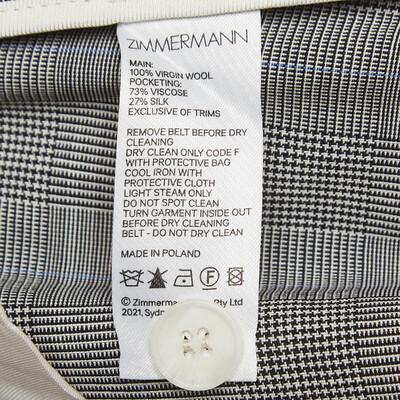 ZIMMERMANN
MAIN:
100% VIRGIN WOOL
POCKETING:
73% VISCOSE
27% SILK
EXCLUSIVE OF TRIMS
REMOVE BELT BEFORE DRY
CLEANING
DRY CLEAN ONLY CODE F
WITH PROTECTIVE BAG
COOL IRON WITH
PROTECTIVE CLOTH
LIGHT STEAM ONLY
DO NOT SPOT CLEAN
TURN GARMENT INSIDE OUT
BEFORE DRY CLEANING
BELT - DO NOT DRY CLEAN
MADE IN POLAND
F
© Zimmermann Pty Ltd
2021, Sydney